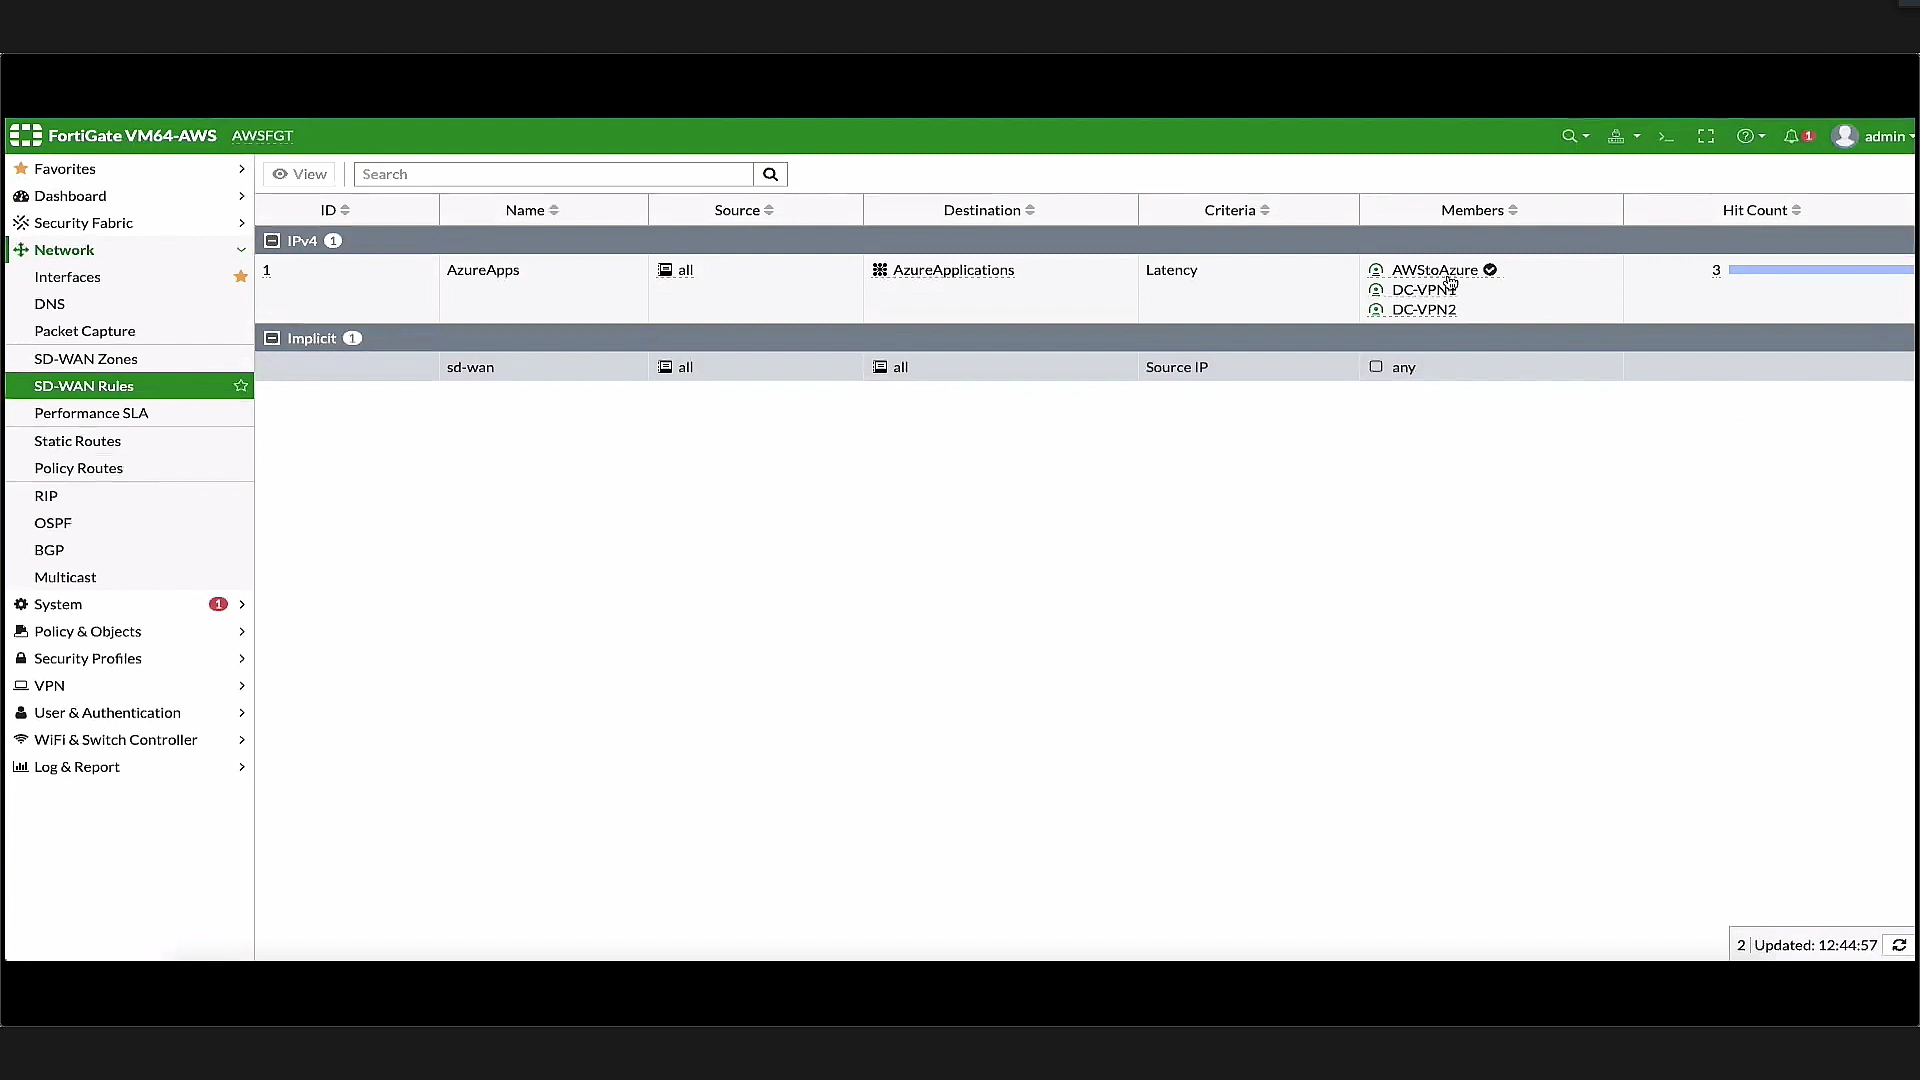 FortiGate VM64-AWS AWSFGT admin
1
Favorites
Dashboard
Security Fabric
Network
Interfaces
DNS
Packet Capture
SD-WAN Zones
SD-WAN Rules
Performance SLA
Static Routes
Policy Routes
RIP
OSPF
BGP
Multicast
System 1
Policy & Objects
Security Profiles
VPN
User & Authentication
WiFi & Switch Controller
Log & Report
View Search
ID Name Source Destination Criteria Members Hit Count
IPv4 1
1 AzureApps all AzureApplications Latency AWStoAzure 3
DC-VPN1
DC-VPN2
Implicit 1
sd-wan all all Source IP any
2 Updated: 12:44:57